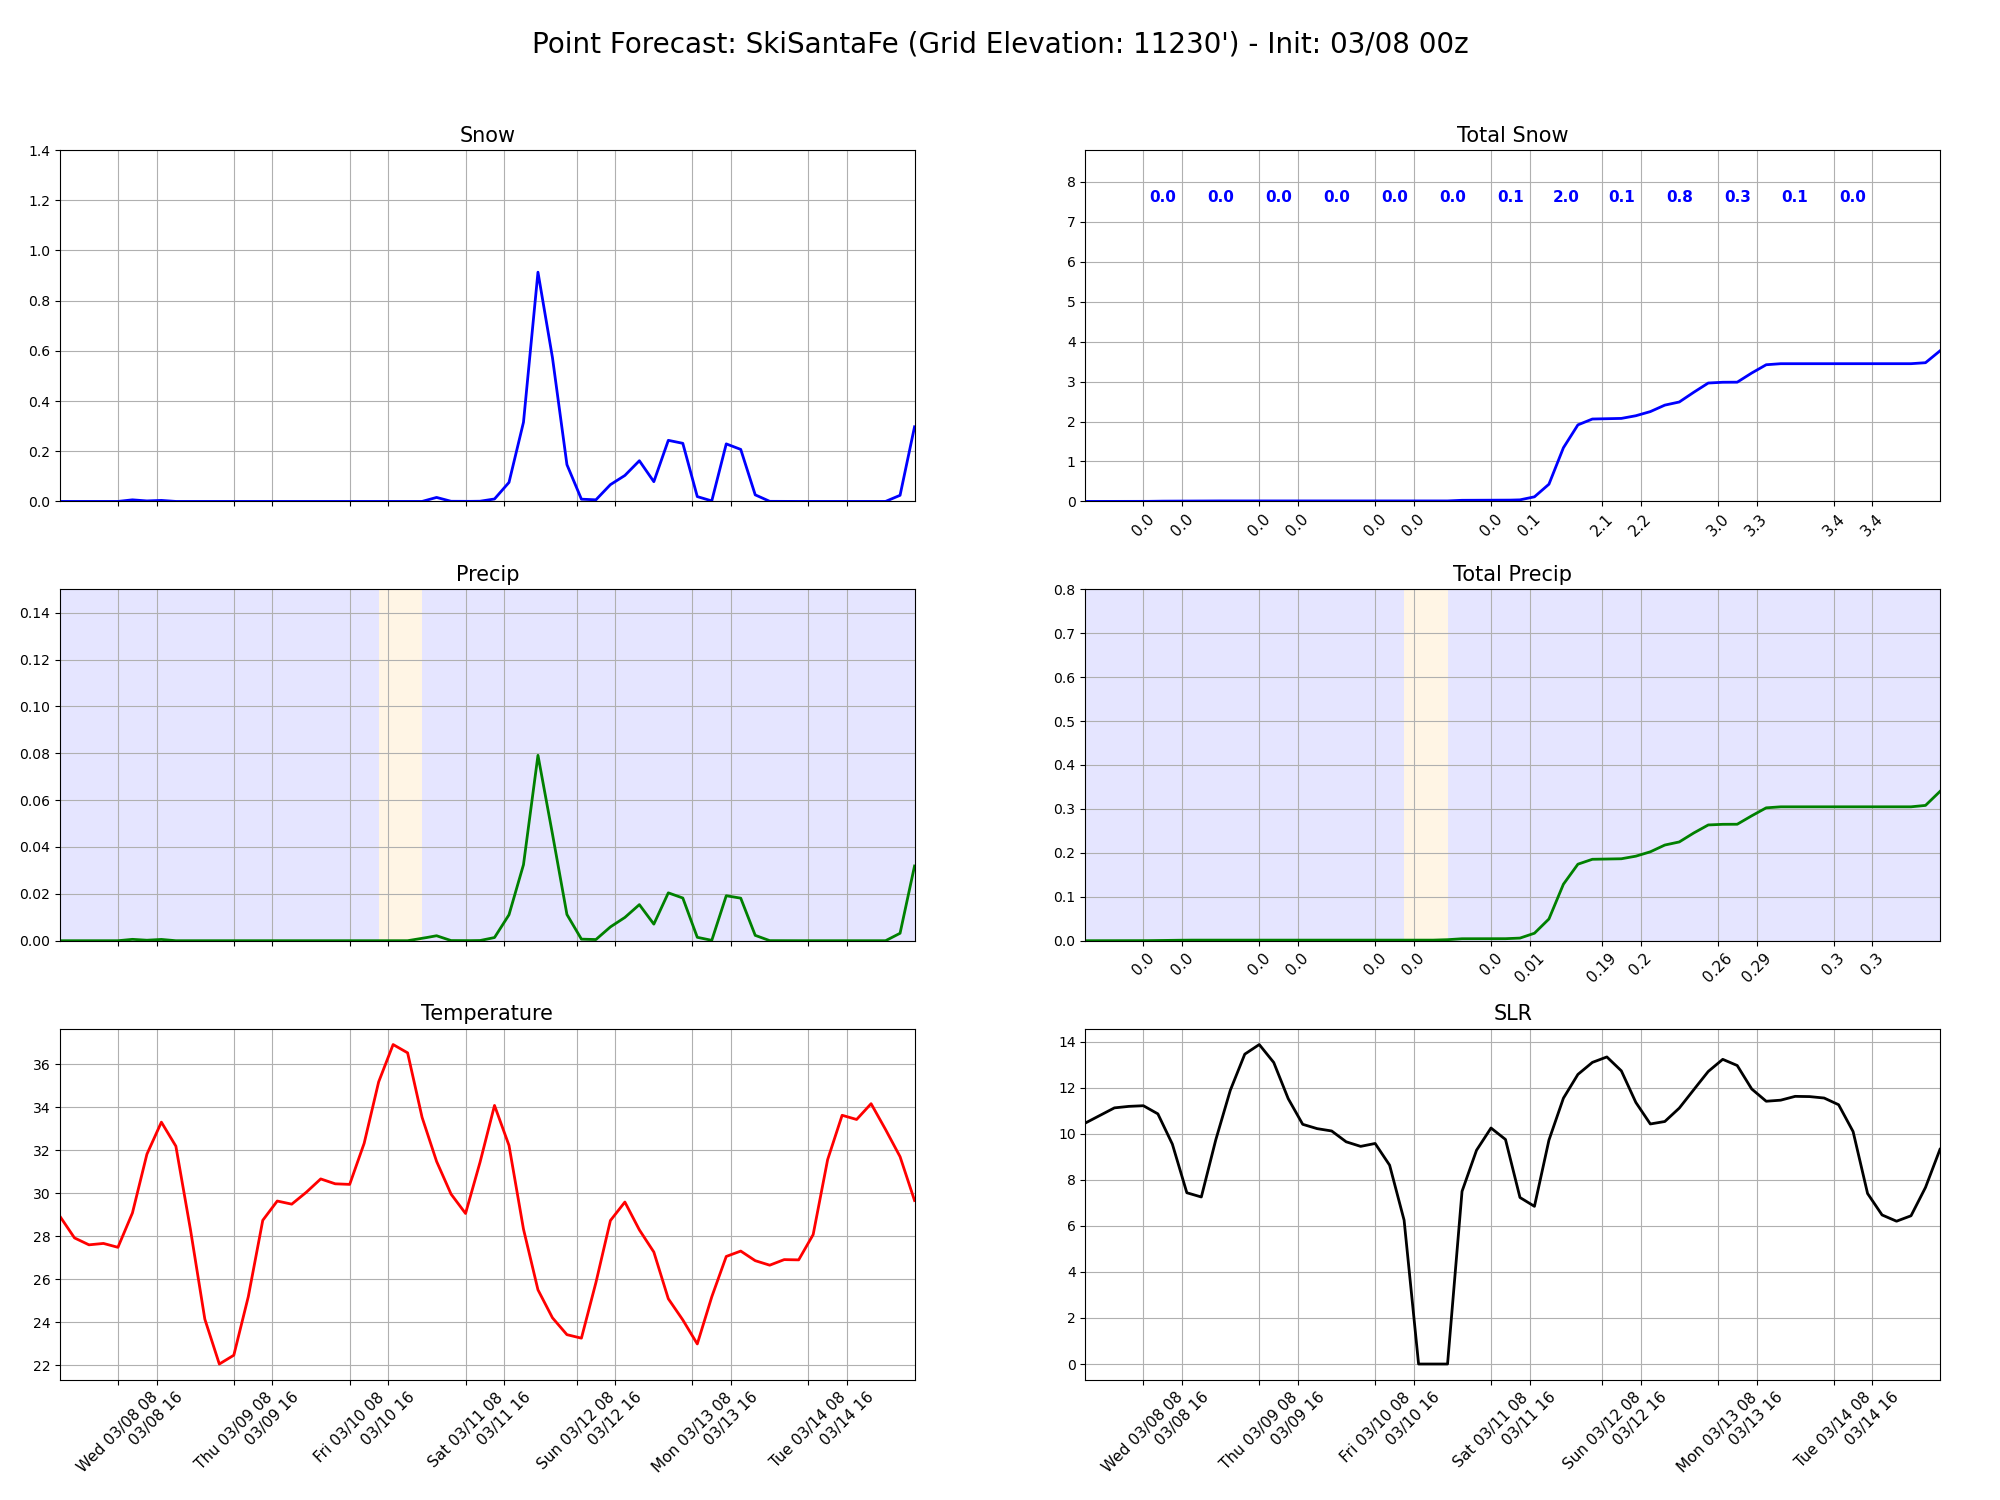 Point Forecast: SkiSantaFe (Grid Elevation: 11230') - Init: 03/08 00z
Snow
1.4
1.2
1.0
0.8
0.6
0.4
0.2
0.0
Total Snow
8
7
6
5
4
3
2
1
0
0.0 0.0 0.0 0.0 0.0 0.0 0.1 2.0 0.1 0.8 0.3 0.1 0.0
0.0 0.0 0.0 0.0 0.0 0.0 0.0 0.1 2.1 2.2 3.0 3.3 3.4 3.4
Precip
0.14
0.12
0.10
0.08
0.06
0.04
0.02
0.00
Total Precip
0.8
0.7
0.6
0.5
0.4
0.3
0.2
0.1
0.0
0.0 0.0 0.0 0.0 0.0 0.0 0.0 0.01 0.19 0.2 0.26 0.29 0.3 0.3
Temperature
36
34
32
30
28
26
24
22
Wed 03/08 08
03/08 16
Thu 03/09 08
03/09 16
Fri 03/10 08
03/10 16
Sat 03/11 08
03/11 16
Sun 03/12 08
03/12 16
Mon 03/13 08
03/13 16
Tue 03/14 08
03/14 16
SLR
14
12
10
8
6
4
2
0
Wed 03/08 08
03/08 16
Thu 03/09 08
03/09 16
Fri 03/10 08
03/10 16
Sat 03/11 08
03/11 16
Sun 03/12 08
03/12 16
Mon 03/13 08
03/13 16
Tue 03/14 08
03/14 16